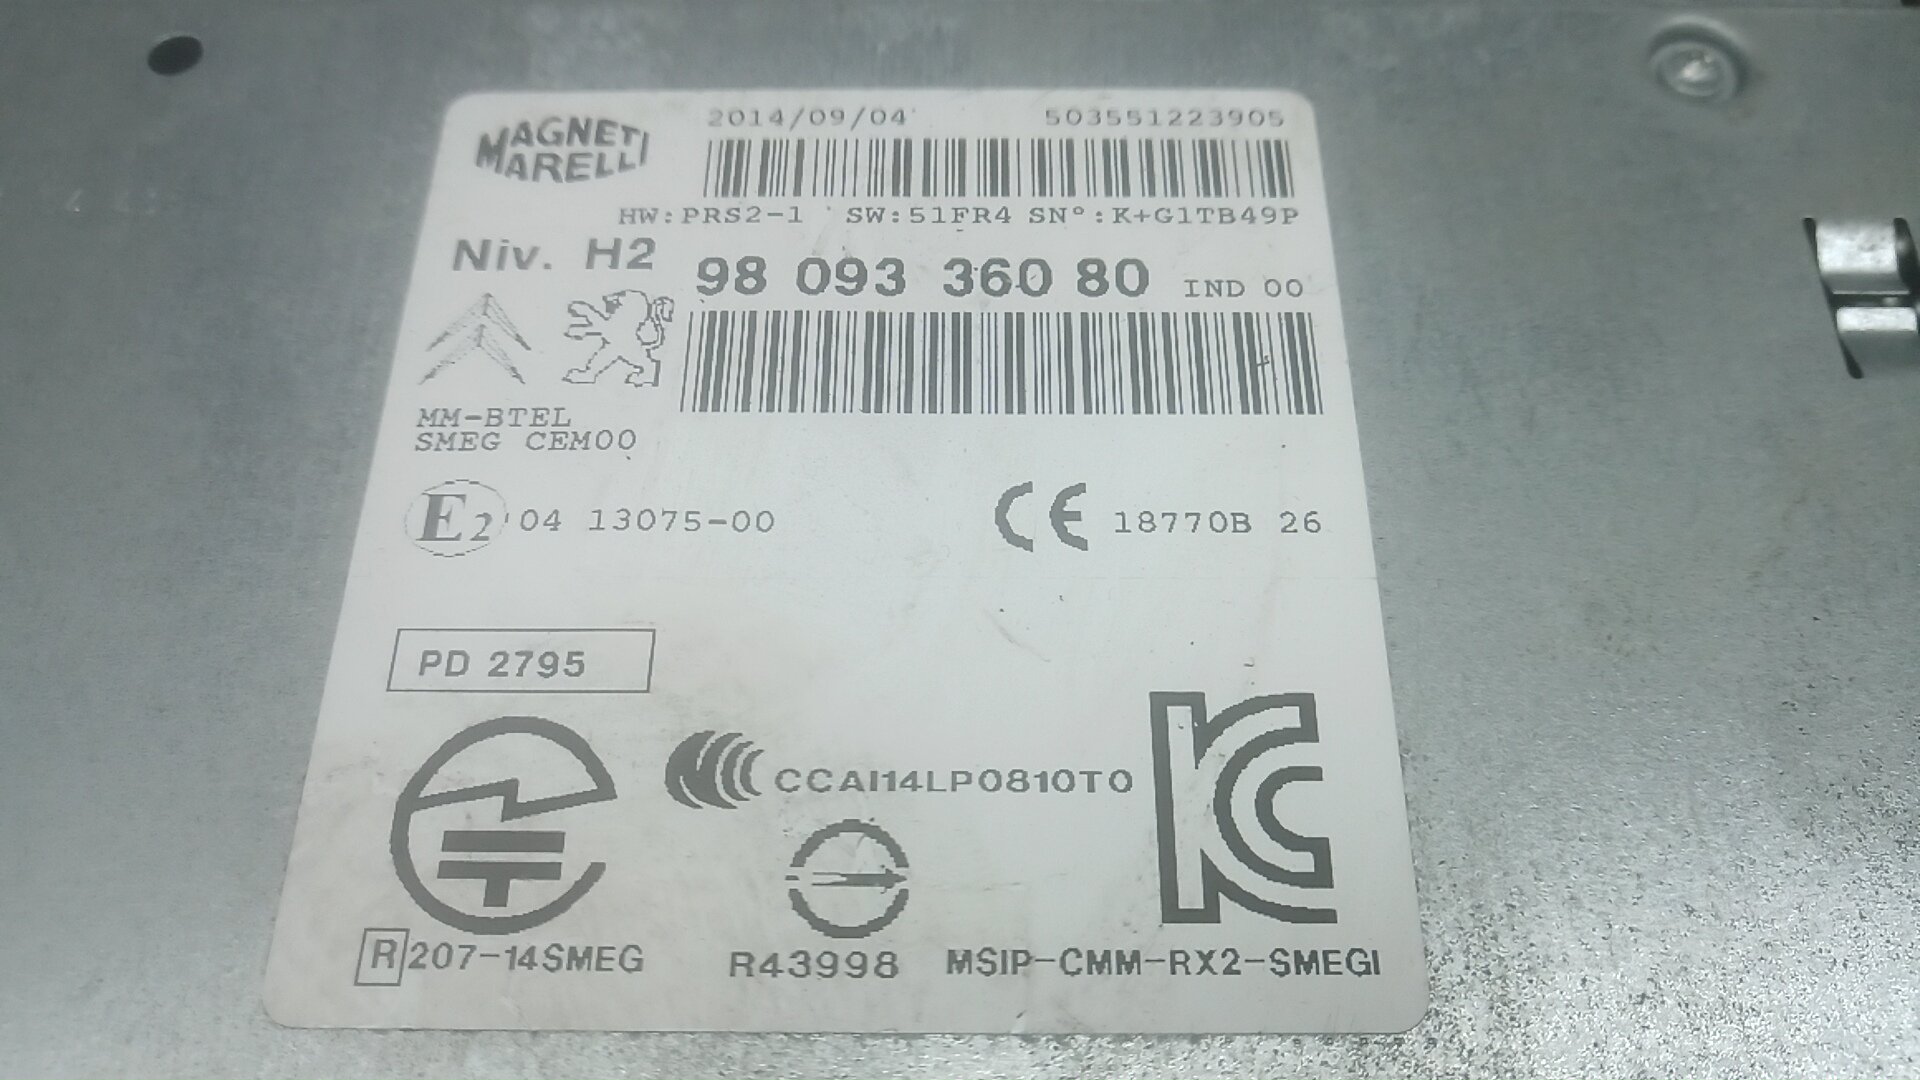 MAGNETI
MARELLI
2014/09/04 503551223905
HW:PRS2-1 SW:51FR4 SN°:K+G1TB49P
Niv. H2
98 093 360 80 IND 00
MM-BTEL
SMEG CEM00
E2 04 13075-00
CE 18770B 26
PD 2795
CCAI14LP0810T0
KC
R 207-14SMEG
R43998
MSIP-CMM-RX2-SMEGI